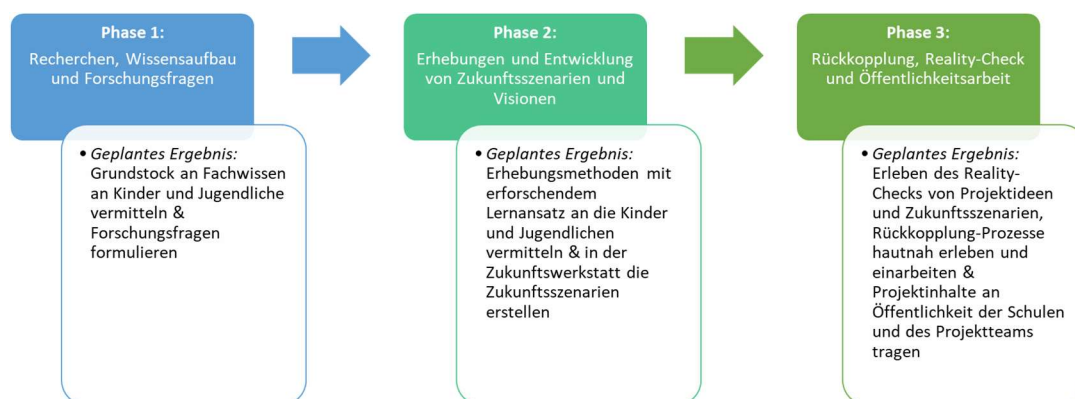 Phase 1:
Recherchen, Wissensaufbau
und Forschungsfragen
• Geplantes Ergebnis:
Grundstock an Fachwissen
an Kinder und Jugendliche
vermitteln &
Forschungsfragen
formulieren
Phase 2:
Erhebungen und Entwicklung
von Zukunftsszenarien und
Visionen
• Geplantes Ergebnis:
Erhebungsmethoden mit
erforschendem
Lernansatz an die Kinder
und Jugendlichen
vermitteln & in der
Zukunftswerkstatt die
Zukunftsszenarien
erstellen
Phase 3:
Rückkopplung, Reality-Check
und Öffentlichkeitsarbeit
• Geplantes Ergebnis:
Erleben des Reality-
Checks von Projektideen
und Zukunftsszenarien,
Rückkopplung-Prozesse
hautnah erleben und
einarbeiten &
Projektinhalte an
Öffentlichkeit der Schulen
und des Projektteams
tragen